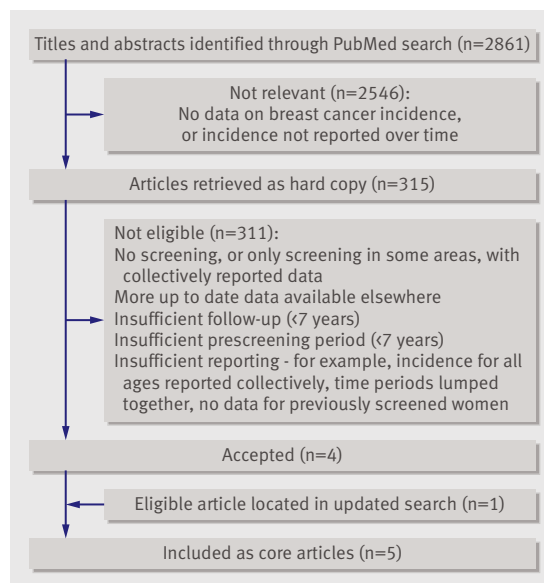 Titles and abstracts identified through PubMed search (n=2861)
Not relevant (n=2546):
No data on breast cancer incidence,
or incidence not reported over time
Articles retrieved as hard copy (n=315)
Not eligible (n=311):
No screening, or only screening in some areas, with
collectively reported data
More up to date data available elsewhere
Insufficient follow-up (<7 years)
Insufficient prescreening period (<7 years)
Insufficient reporting - for example, incidence for all
ages reported collectively, time periods lumped
together, no data for previously screened women
Accepted (n=4)
Eligible article located in updated search (n=1)
Included as core articles (n=5)